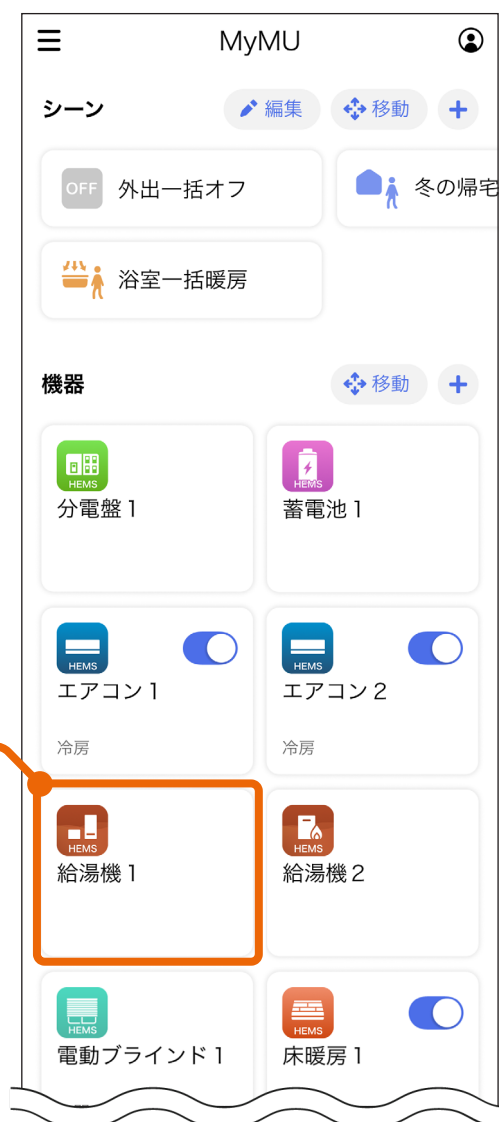 MyMU
シーン
編集
移動
OFF 外出一括オフ
冬の帰宅
浴室一括暖房
機器
移動
HEMS
分電盤1
HEMS
蓄電池1
HEMS
エアコン1
冷房
HEMS
エアコン2
冷房
HEMS
給湯機1
HEMS
給湯機2
HEMS
電動ブラインド1
HEMS
床暖房1